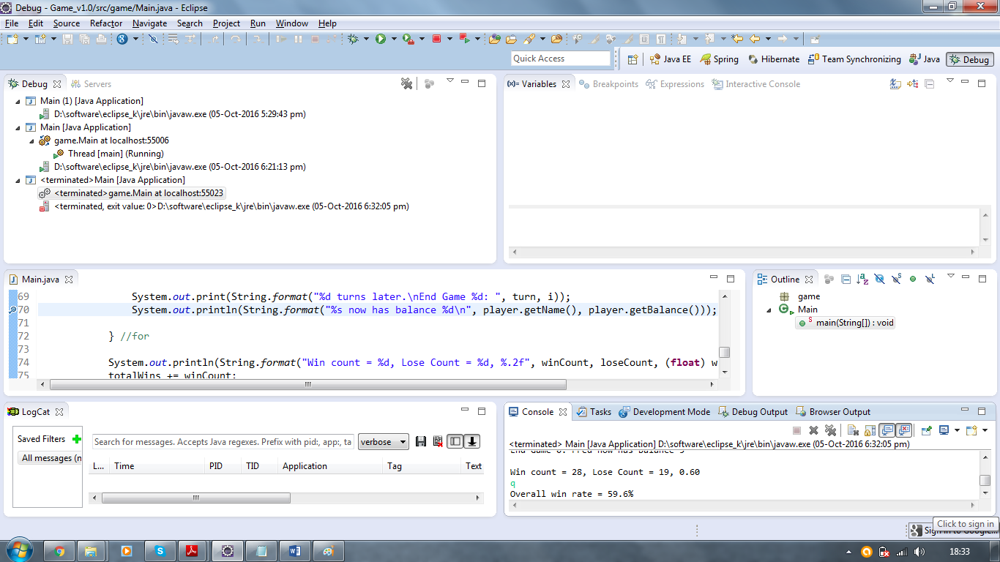 Debug - Game_v1.0/src/game/Main.java - Eclipse
File Edit Source Refactor Navigate Search Project Run Window Help
Quick Access
Java EE Spring Hibernate Team Synchronizing Java Debug
Debug Servers
Main (1) [Java Application]
D:\software\eclipse_k\jre\bin\javaw.exe (05-Oct-2016 5:29:43 pm)
Main [Java Application]
game.Main at localhost:55006
Thread [main] (Running)
D:\software\eclipse_k\jre\bin\javaw.exe (05-Oct-2016 6:21:13 pm)
<terminated>Main [Java Application]
<terminated>game.Main at localhost:55023
<terminated, exit value: 0>D:\software\eclipse_k\jre\bin\javaw.exe (05-Oct-2016 6:32:05 pm)
(x)= Variables Breakpoints Expressions Interactive Console
Main.java
69 System.out.print(String.format("%d turns later.\nEnd Game %d: ", turn, i));
70 System.out.println(String.format("%s now has balance %d\n", player.getName(), player.getBalance()));
71
72 } //for
73
74 System.out.println(String.format("Win count = %d, Lose Count = %d, %.2f", winCount, loseCount, (float) w
75 totalWins += winCount;
Outline
game
Main
main(String[]) : void
LogCat
Saved Filters
All messages (n
Search for messages. Accepts Java regexes. Prefix with pid:, app:, ta
verbose
L... Time PID TID Application Tag Text
Console Tasks Development Mode Debug Output Browser Output
<terminated> Main [Java Application] D:\software\eclipse_k\jre\bin\javaw.exe (05-Oct-2016 6:32:05 pm)
now has balance
Win count = 28, Lose Count = 19, 0.60
q
Overall win rate = 59.6%
Click to sign in
Sign in to Google...
18:33